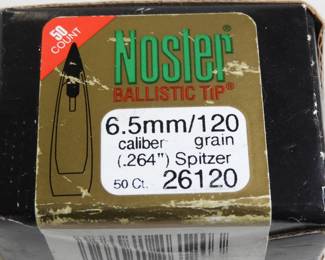 50
COUNT
Nosler®
BALLISTIC TIP®
6.5mm/120
caliber grain
(.264") Spitzer
50 Ct. 26120